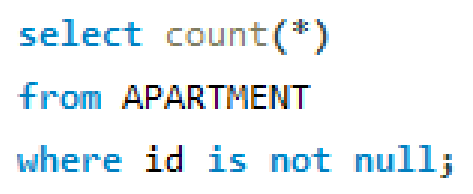 select count(*)
from APARTMENT
where id is not null;